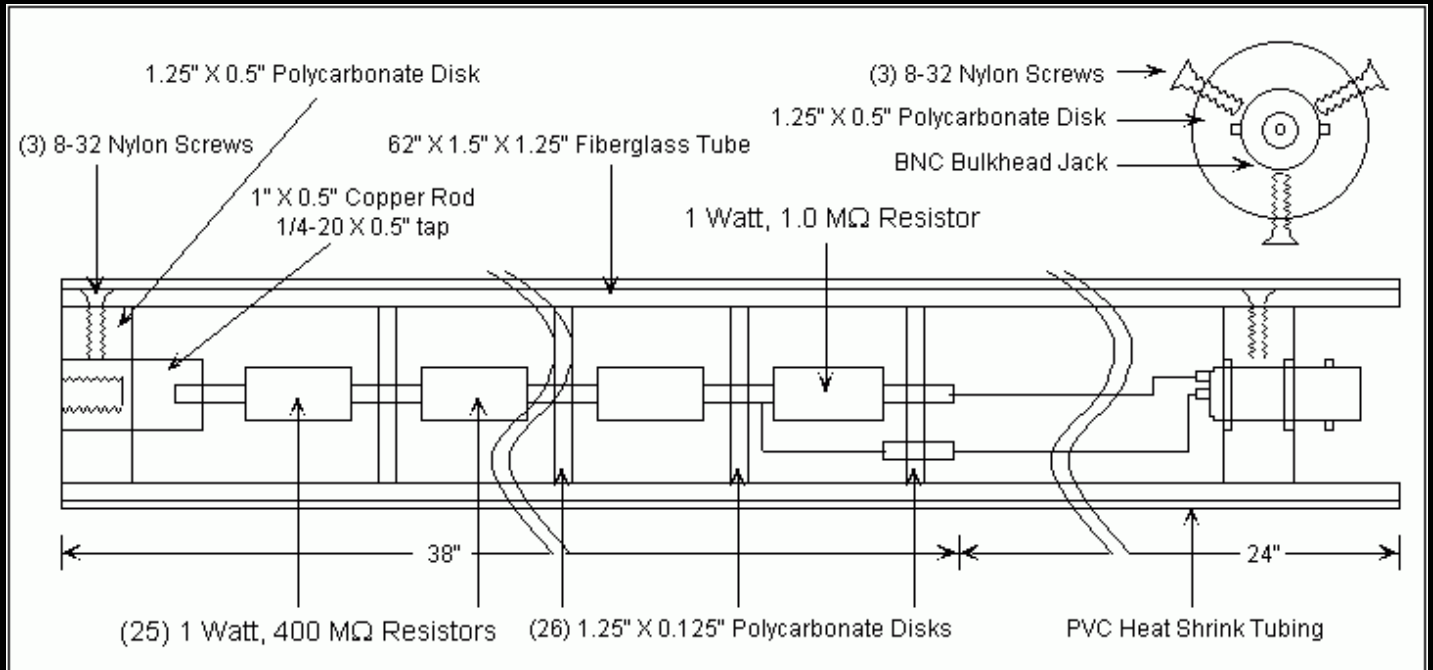 1.25" X 0.5" Polycarbonate Disk
(3) 8-32 Nylon Screws
62" X 1.5" X 1.25" Fiberglass Tube
1" X 0.5" Copper Rod
1/4-20 X 0.5" tap
1 Watt, 1.0 MΩ Resistor
(3) 8-32 Nylon Screws
1.25" X 0.5" Polycarbonate Disk
BNC Bulkhead Jack
38"
24"
(25) 1 Watt, 400 MΩ Resistors
(26) 1.25" X 0.125" Polycarbonate Disks
PVC Heat Shrink Tubing